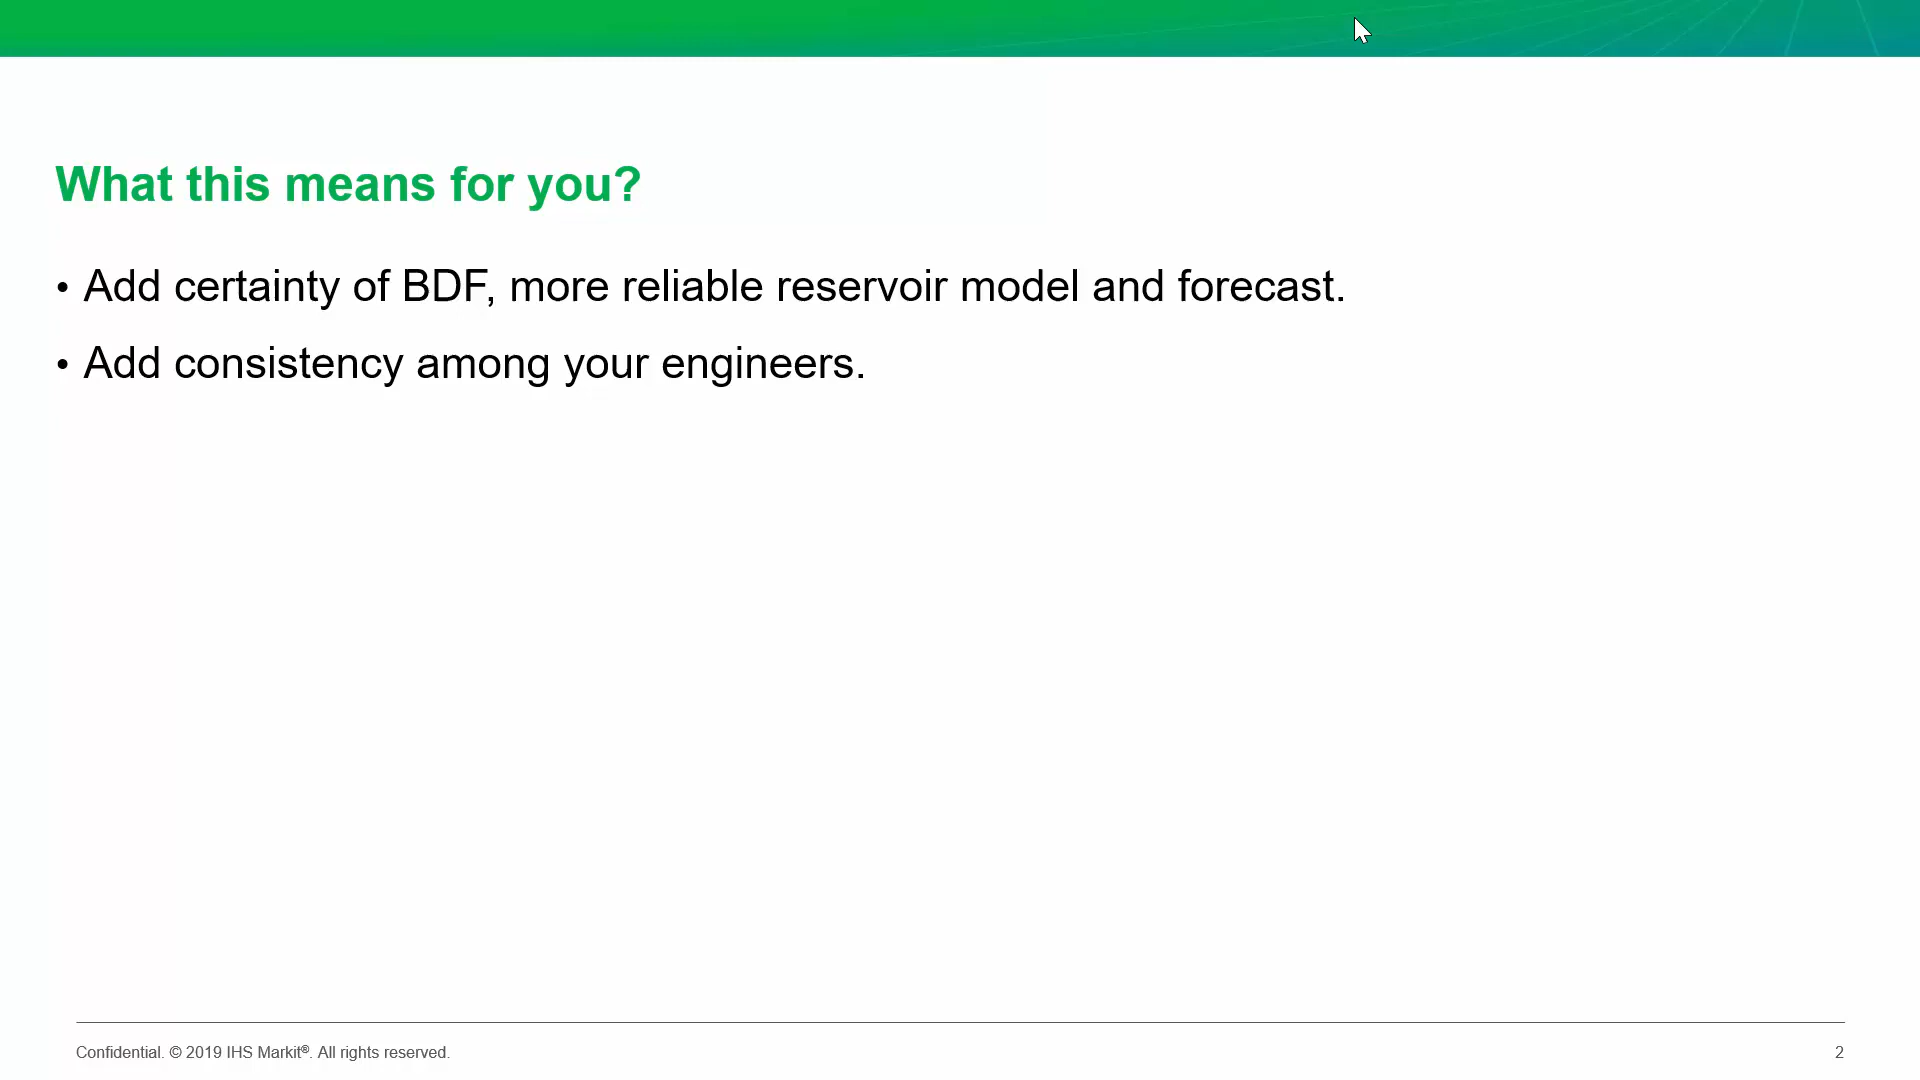 What this means for you?
• Add certainty of BDF, more reliable reservoir model and forecast.
• Add consistency among your engineers.
Confidential. © 2019 IHS Markit®. All rights reserved.
2